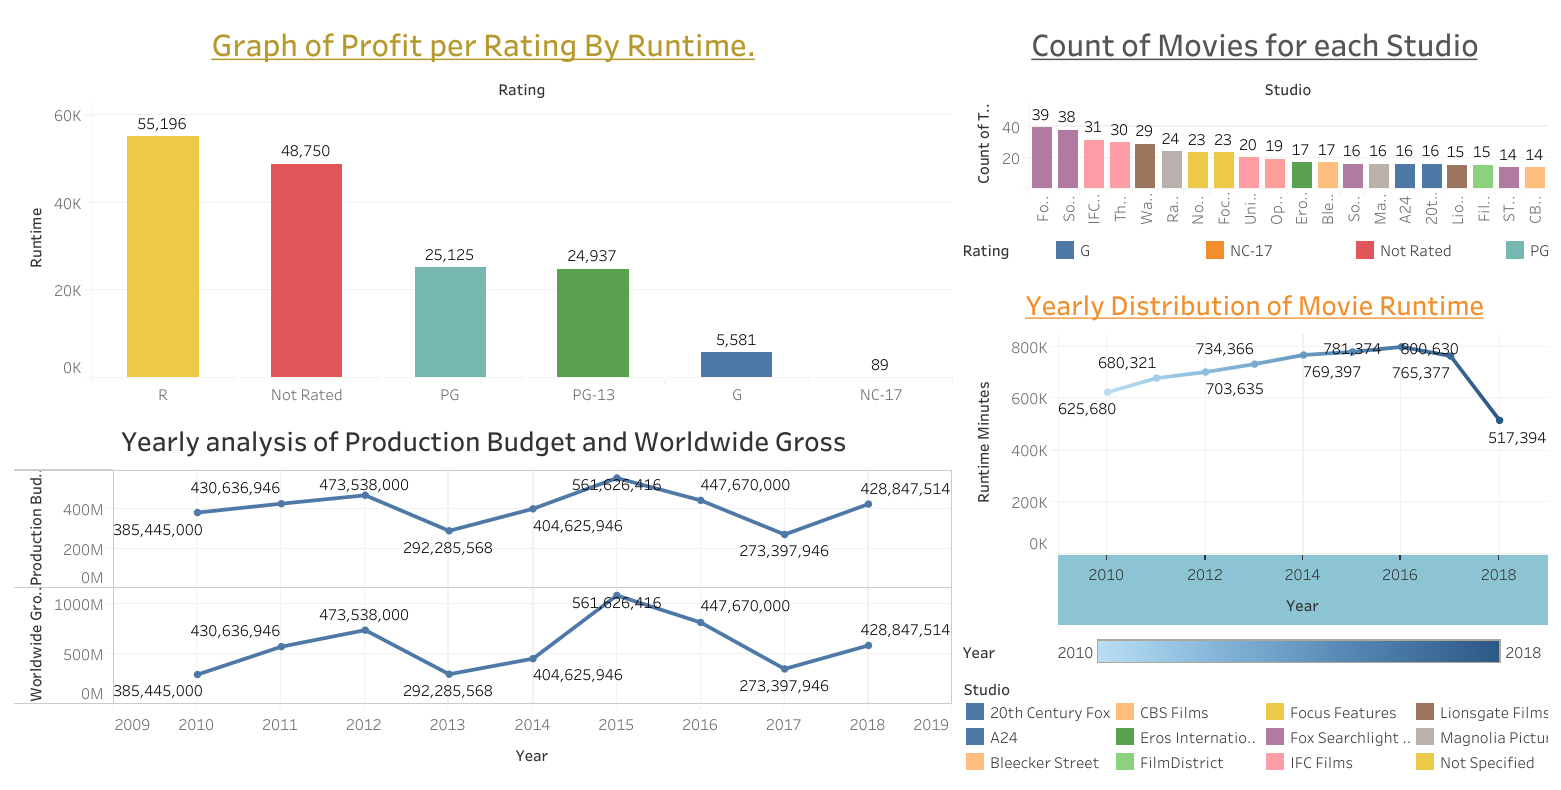 Graph of Profit per Rating By Runtime.
Rating
Runtime
60K
40K
20K
0K
55,196
48,750
25,125
24,937
5,581
89
R
Not Rated
PG
PG-13
G
NC-17
Count of Movies for each Studio
Studio
Count of T..
40
20
39
38
31
30
29
24
23
23
20
19
17
17
16
16
16
16
15
15
14
14
Fo..
So..
IFC..
Th..
Wa..
Ra..
No..
Foc..
Uni..
Op..
Ero..
Ble..
So..
Ma..
A24
20t..
Lio..
Fil..
ST..
CB..
Rating
G
NC-17
Not Rated
PG
Yearly Distribution of Movie Runtime
Runtime Minutes
800K
600K
400K
200K
0K
625,680
680,321
703,635
734,366
769,397
781,374
800,630
765,377
517,394
2010
2012
2014
2016
2018
Year
Year
2010
2018
Yearly analysis of Production Budget and Worldwide Gross
Production Bud..
400M
200M
0M
385,445,000
430,636,946
473,538,000
292,285,568
404,625,946
561,626,416
447,670,000
273,397,946
428,847,514
Worldwide Gro..
1000M
500M
0M
385,445,000
430,636,946
473,538,000
292,285,568
404,625,946
561,626,416
447,670,000
273,397,946
428,847,514
2009
2010
2011
2012
2013
2014
2015
2016
2017
2018
2019
Year
Studio
20th Century Fox
CBS Films
Focus Features
Lionsgate Films
A24
Eros Internatio..
Fox Searchlight ..
Magnolia Pictur
Bleecker Street
FilmDistrict
IFC Films
Not Specified